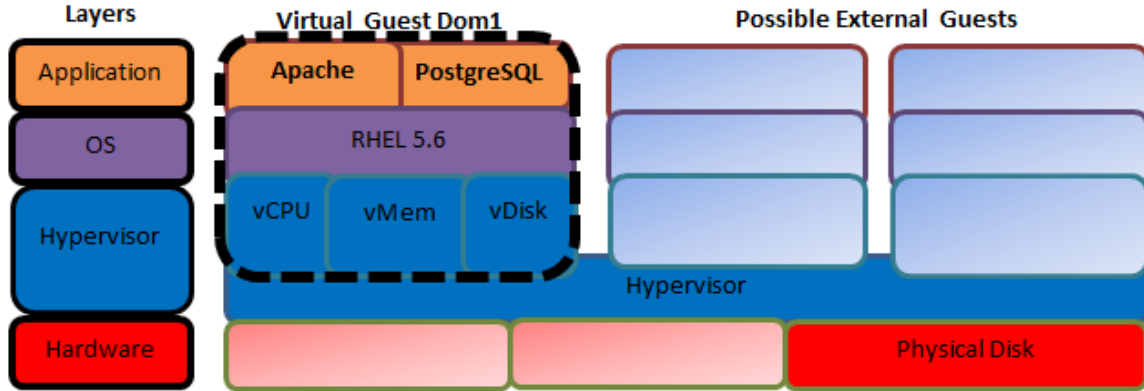 Layers Virtual Guest Dom1 Possible External Guests
Application Apache PostgreSQL
OS RHEL 5.6
vCPU vMem vDisk
Hypervisor
Hypervisor
Hardware Physical Disk